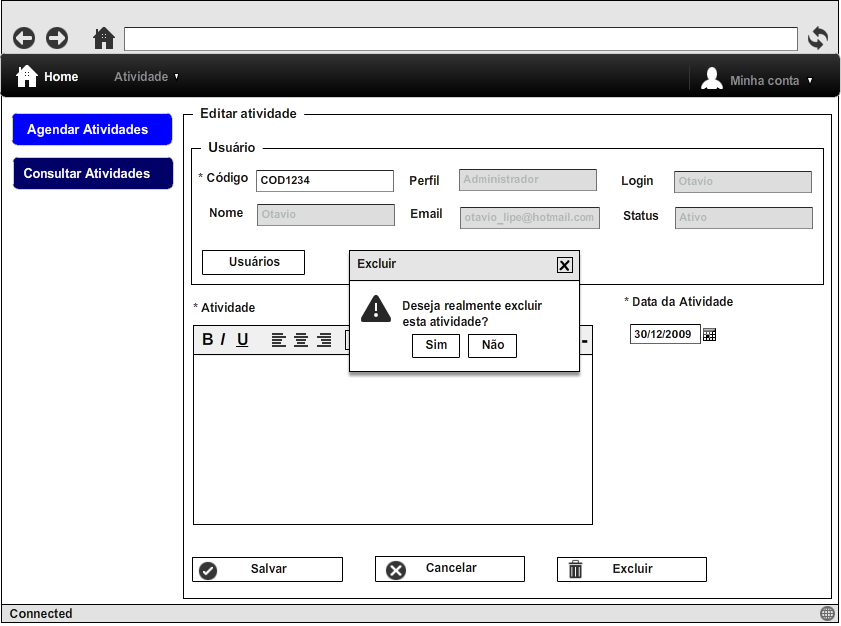 Home
Atividade
Minha conta
Agendar Atividades
Consultar Atividades
Editar atividade
Usuário
* Código
COD1234
Perfil
Administrador
Login
Otavio
Nome
Otavio
Email
otavio_lipe@hotmail.com
Status
Ativo
Usuários
Excluir
Deseja realmente excluir
esta atividade?
Sim
Não
* Atividade
B I U
* Data da Atividade
30/12/2009
Salvar
Cancelar
Excluir
Connected